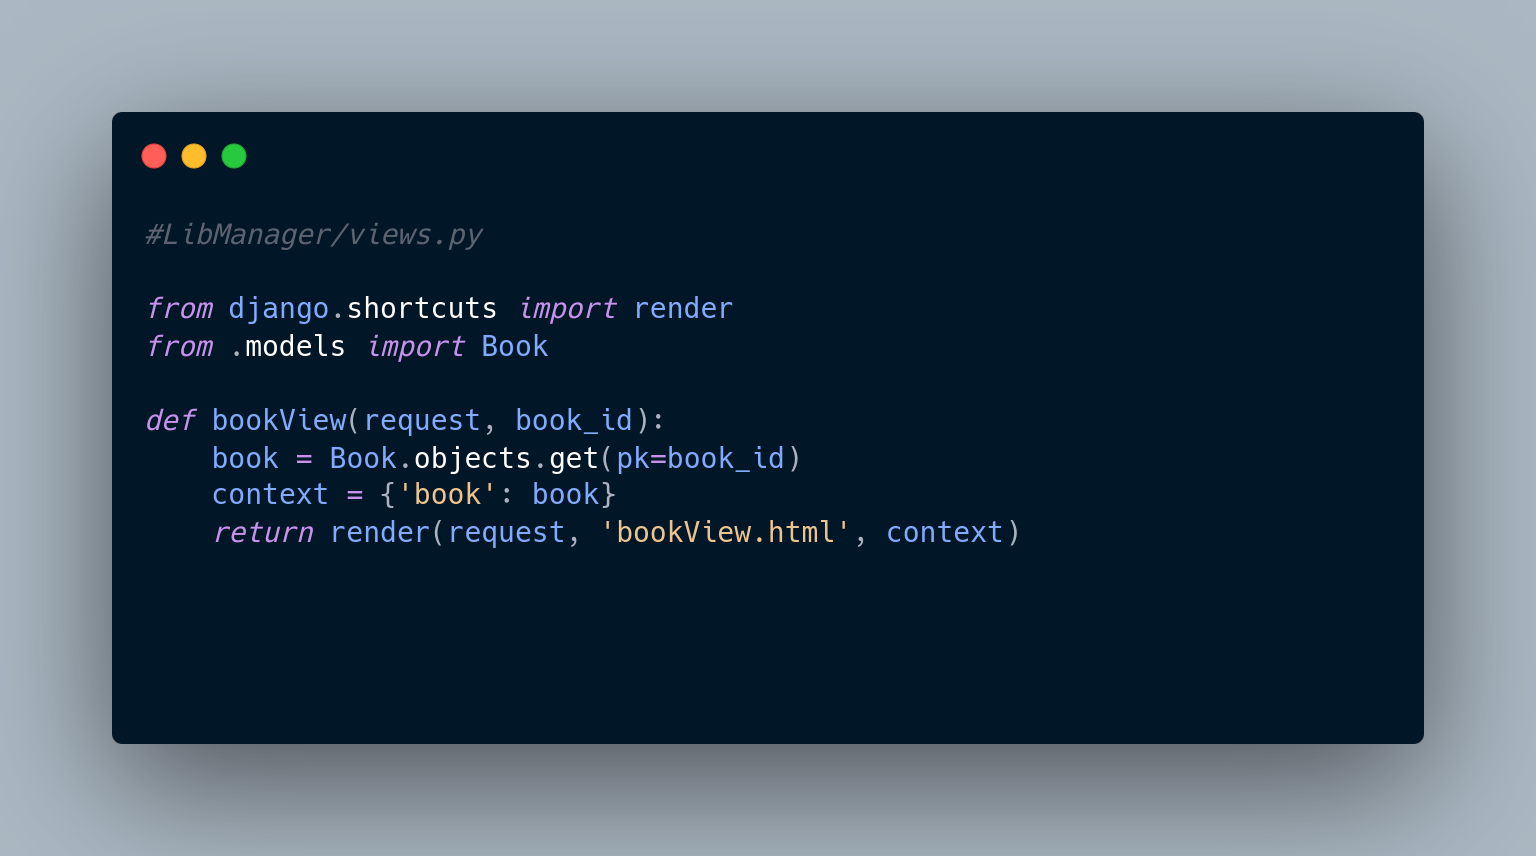 #LibManager/views.py

from django.shortcuts import render
from .models import Book

def bookView(request, book_id):
    book = Book.objects.get(pk=book_id)
    context = {'book': book}
    return render(request, 'bookView.html', context)